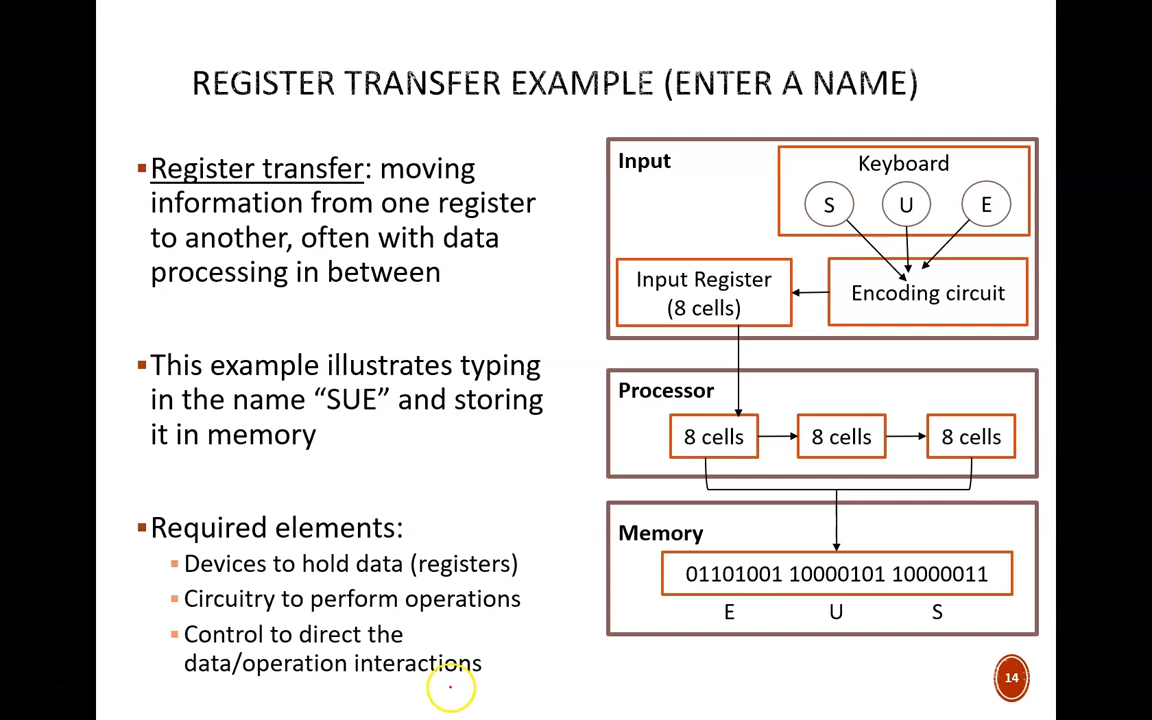 REGISTER TRANSFER EXAMPLE (ENTER A NAME)
▪Register transfer: moving
information from one register
to another, often with data
processing in between
▪This example illustrates typing
in the name “SUE” and storing
it in memory
▪Required elements:
▪Devices to hold data (registers)
▪Circuitry to perform operations
▪Control to direct the
data/operation interactions
Input
Keyboard
S U E
Input Register
(8 cells)
Encoding circuit
Processor
8 cells 8 cells 8 cells
Memory
01101001 10000101 10000011
E U S
14